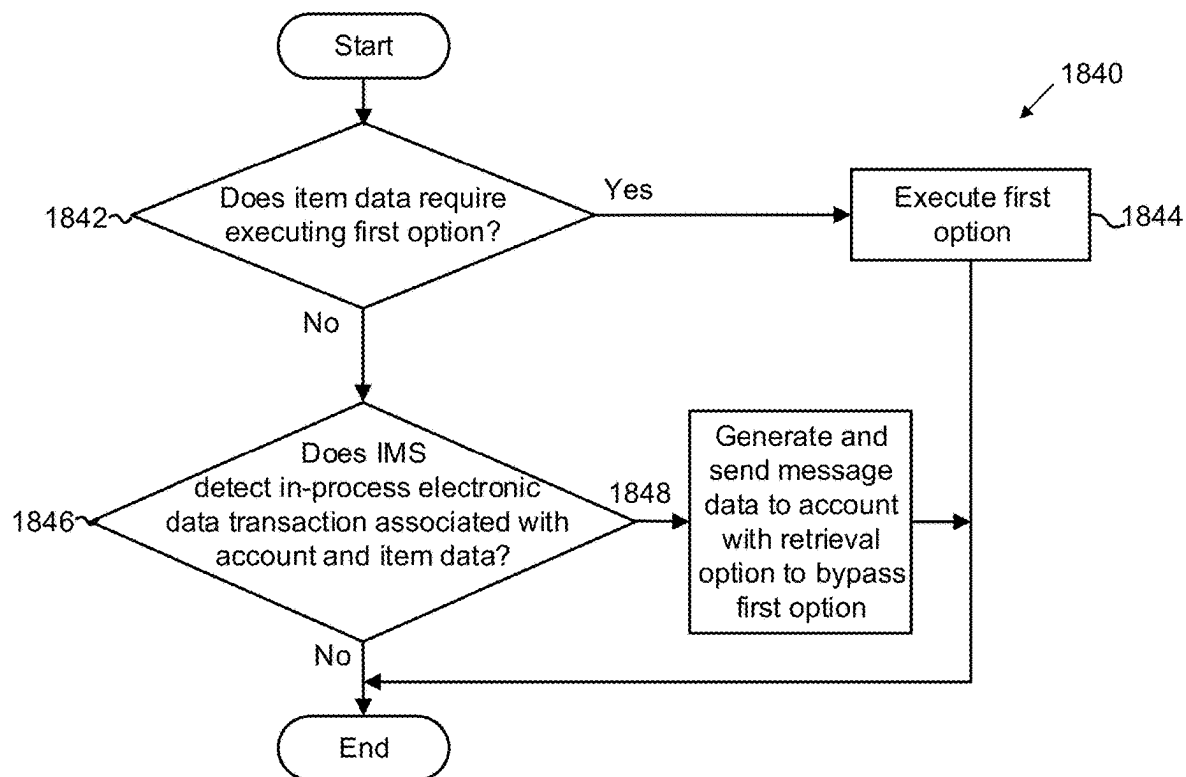 Start
1840
Does item data require
executing first option?
1842
Yes
Execute first
option
1844
No
Does IMS
detect in-process electronic
data transaction associated with
account and item data?
1846
1848
Generate and
send message
data to account
with retrieval
option to bypass
first option
No
End